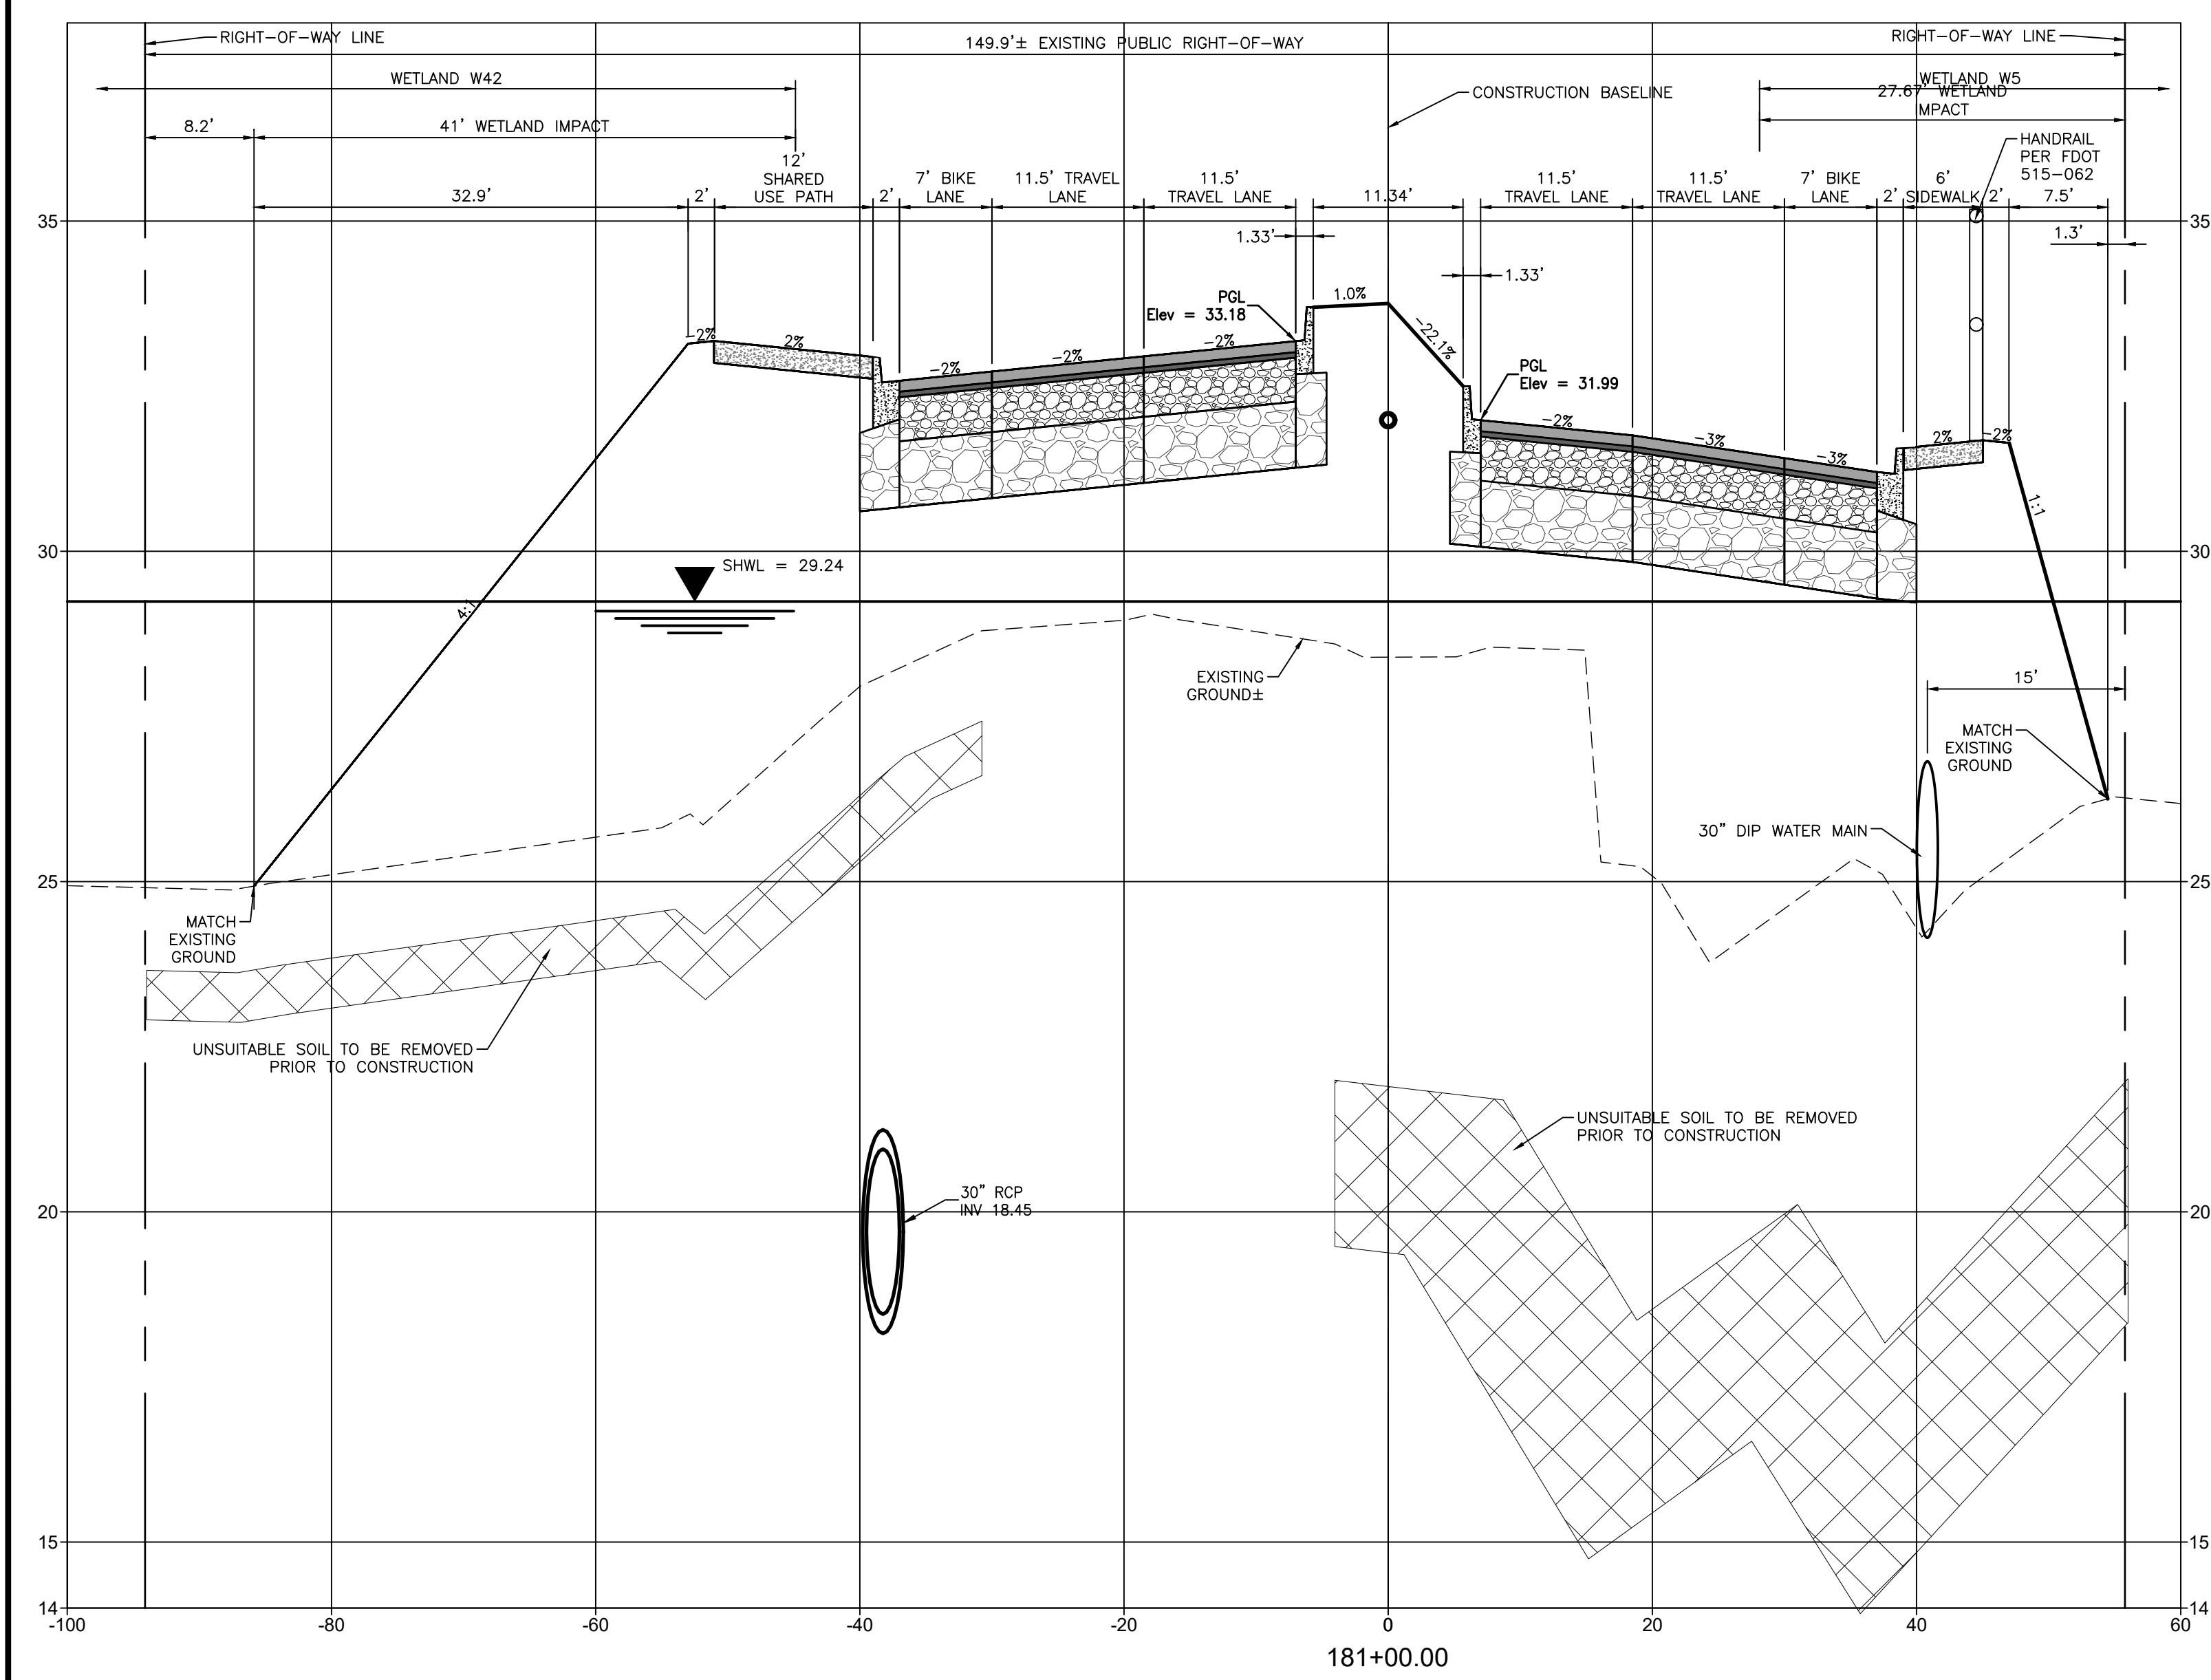 RIGHT-OF-WAY LINE
149.9'± EXISTING PUBLIC RIGHT-OF-WAY
RIGHT-OF-WAY LINE
WETLAND W42
WETLAND W5
27.67' WETLAND
MPACT
CONSTRUCTION BASELINE
8.2'
41' WETLAND IMPACT
HANDRAIL
PER FDOT
515-062
32.9'
2'
12'
SHARED
USE PATH
2'
7' BIKE
LANE
11.5' TRAVEL
LANE
11.5'
TRAVEL LANE
11.34'
11.5'
TRAVEL LANE
11.5'
TRAVEL LANE
7' BIKE
LANE
2'
6'
SIDEWALK
2'
7.5'
35
35
1.33'
1.33'
1.3'
PGL
Elev = 33.18
1.0%
-22.1%
-2%
2%
-2%
-2%
-2%
PGL
Elev = 31.99
-2%
-3%
-3%
2%
-2%
1:1
30
30
SHWL = 29.24
4:1
EXISTING
GROUND±
15'
MATCH
EXISTING
GROUND
30" DIP WATER MAIN
25
25
MATCH
EXISTING
GROUND
UNSUITABLE SOIL TO BE REMOVED
PRIOR TO CONSTRUCTION
UNSUITABLE SOIL TO BE REMOVED
PRIOR TO CONSTRUCTION
30" RCP
INV 18.45
20
20
15
15
14
14
-100
-80
-60
-40
-20
0
20
40
60
181+00.00